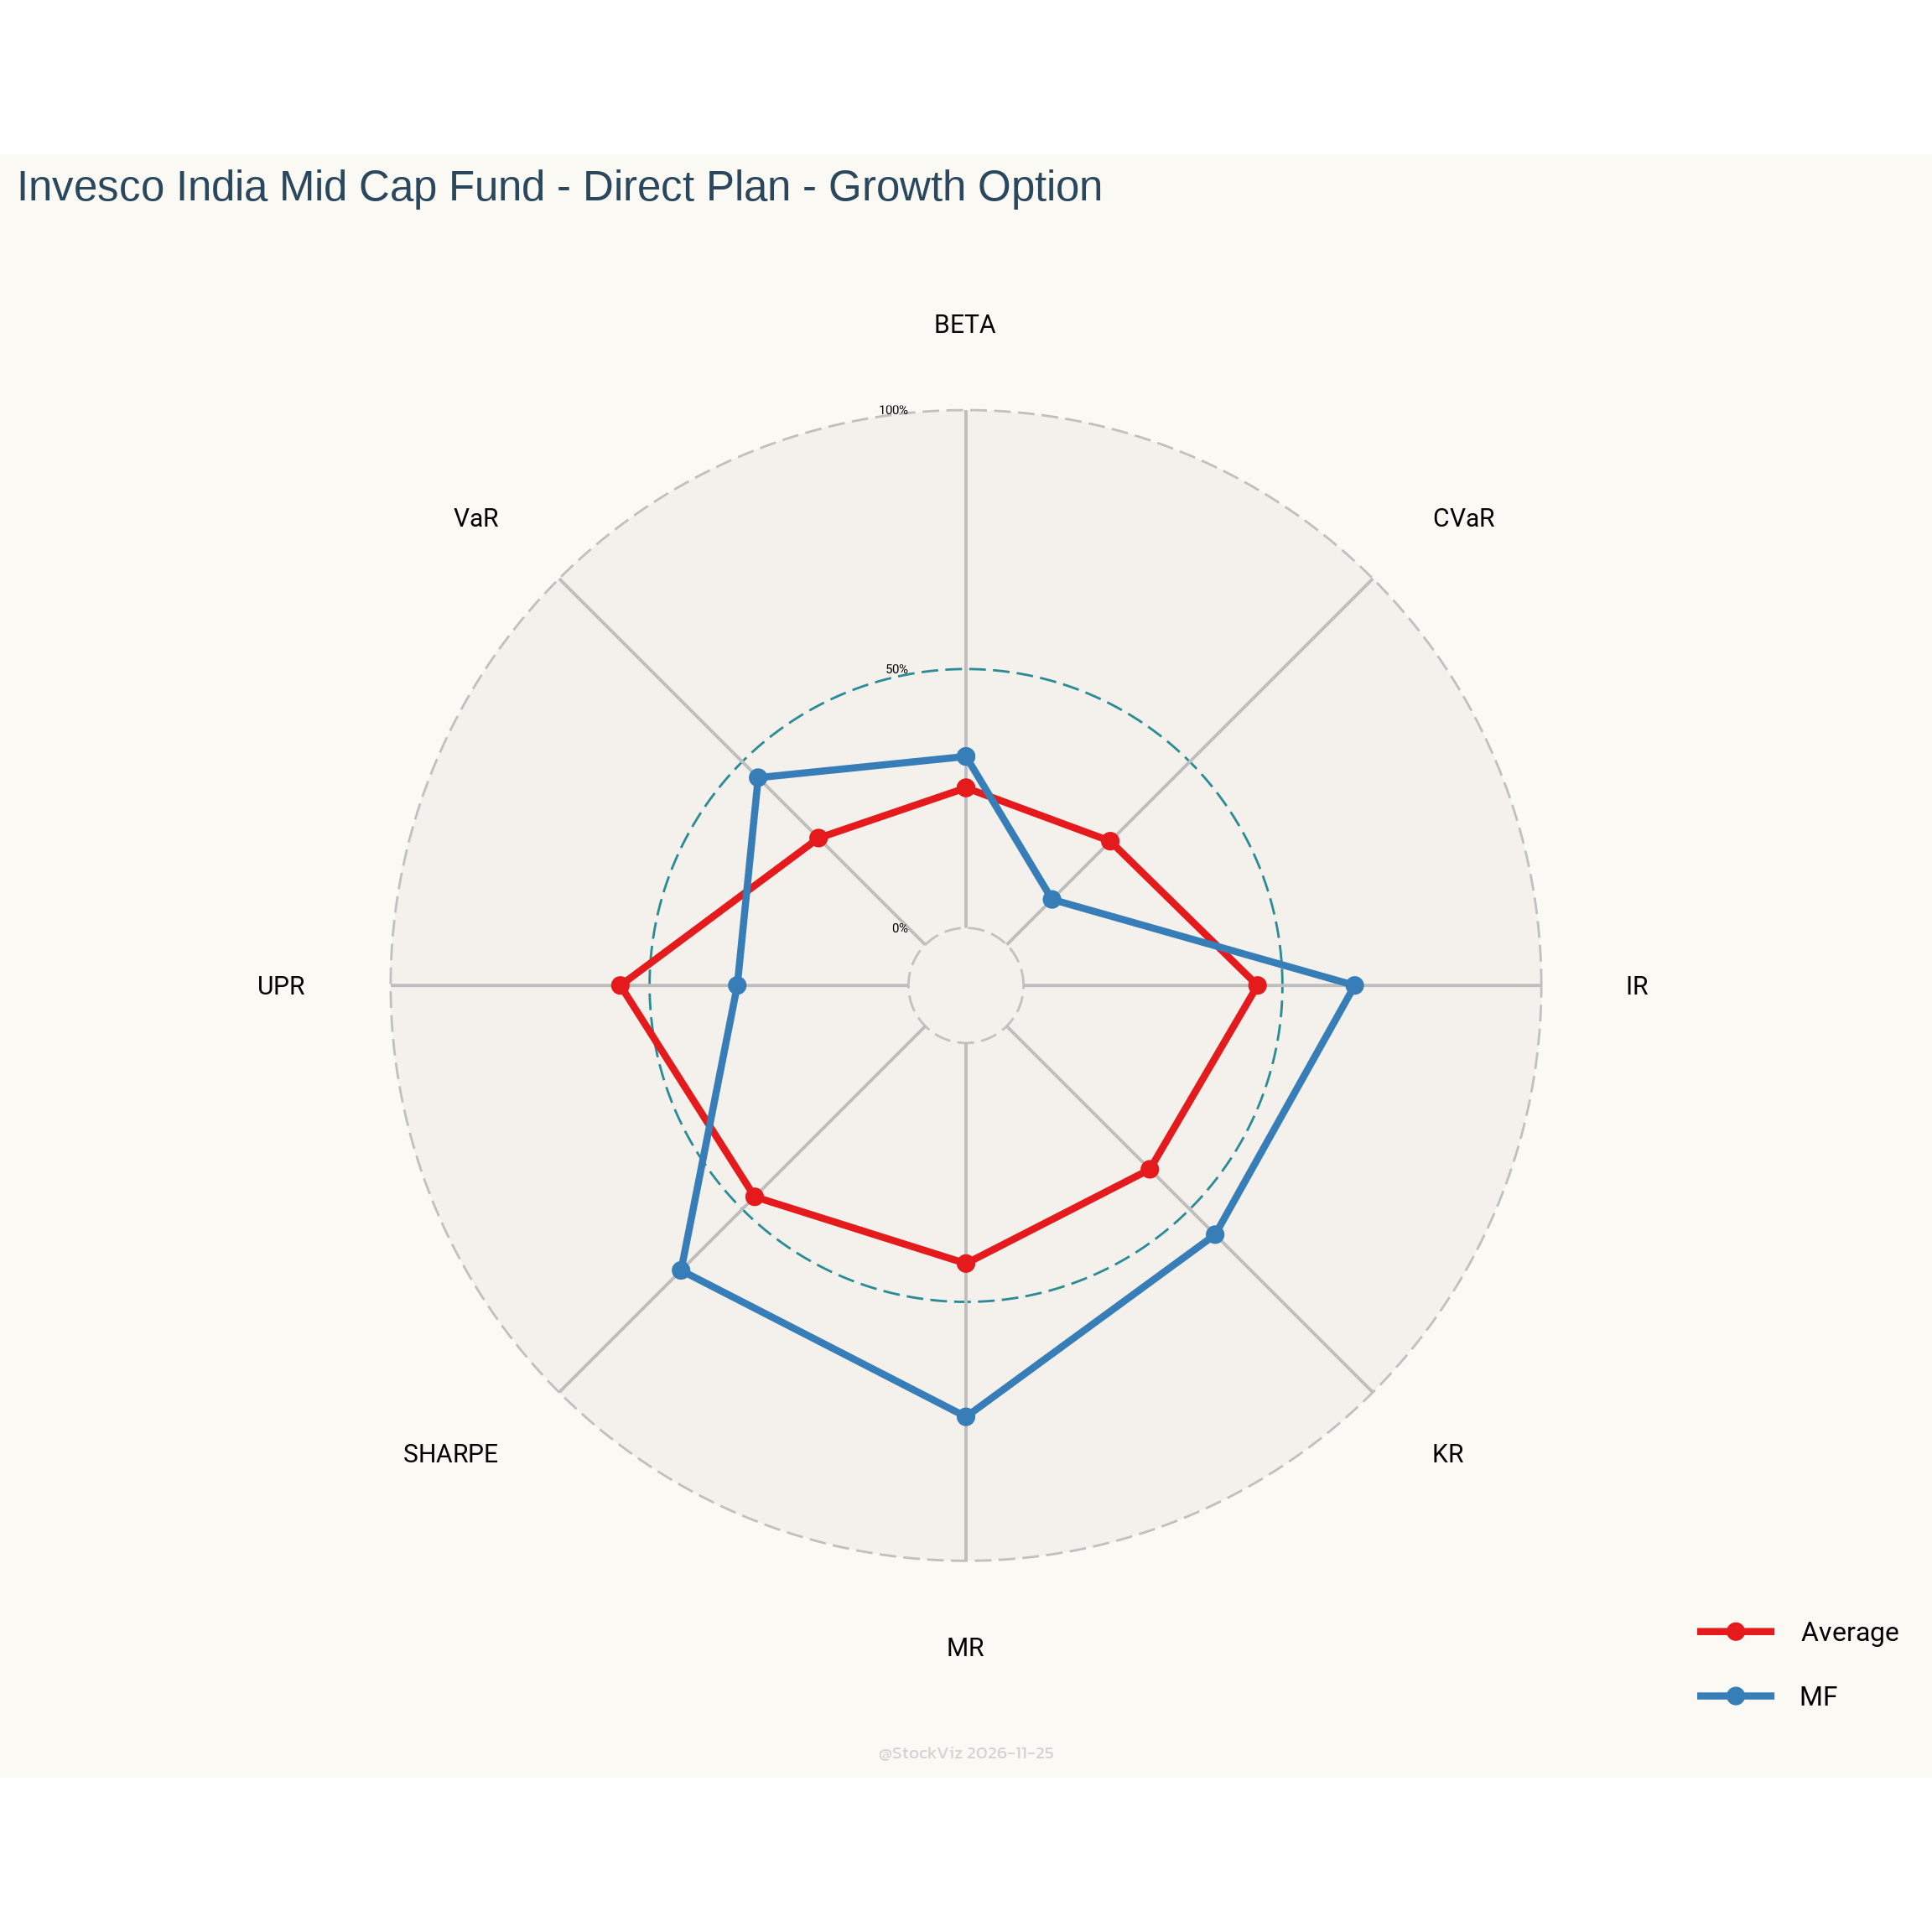 Invesco India Mid Cap Fund - Direct Plan - Growth Option
BETA
100%
VaR
CVaR
50%
0%
UPR
IR
SHARPE
KR
MR
Average
MF
@StockViz 2026-11-25